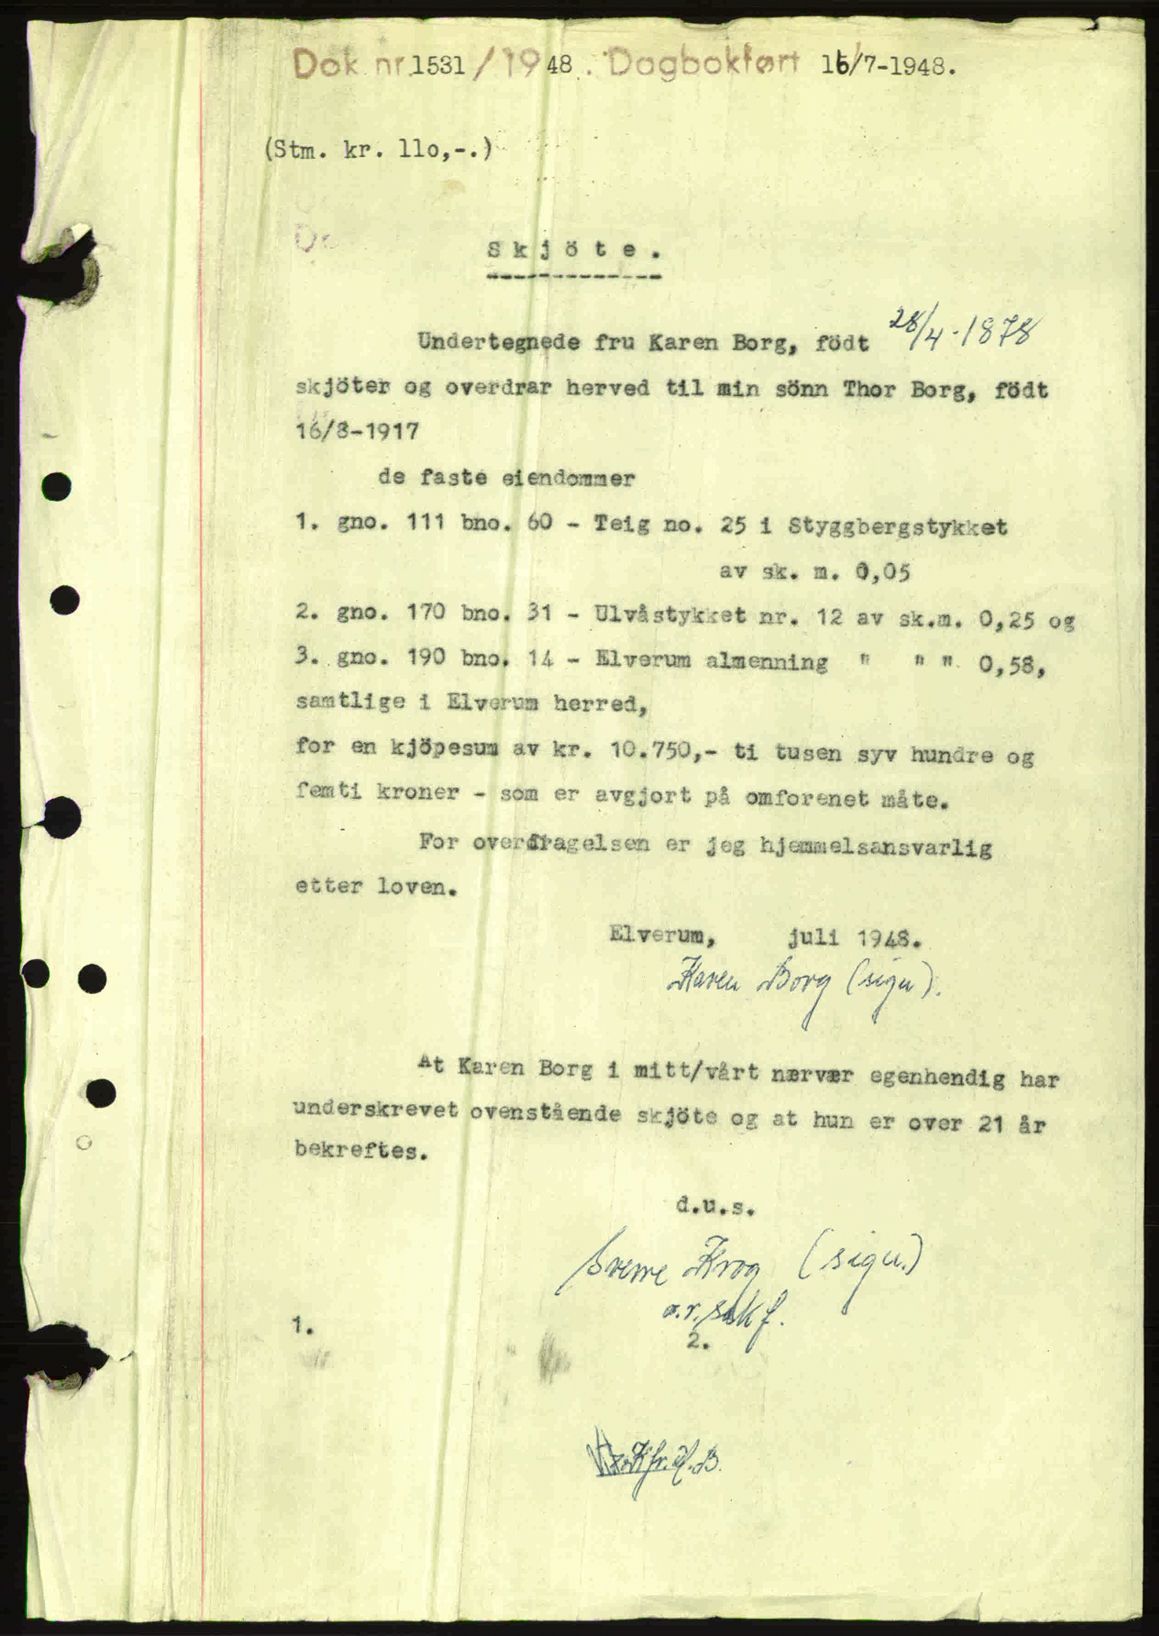 Dok nr. 1531 / 1948. Dagbokført 16/7-1948.
(Stm. kr. 11o,-.)
Skjöte.
Undertegnede fru Karen Borg, födt 28/4-1878
skjöter og overdrar herved til min sönn Thor Borg, födt
16/8-1917
de faste eiendommer
1. gno. 111 bno. 60 - Teig no. 25 i Styggbergstykket
av sk. m. 0,05
2. gno. 170 bno. 31 - Ulvåstykket nr. 12 av sk.m. 0,25 og
3. gno. 190 bno. 14 - Elverum almenning " " " 0,58,
samtlige i Elverum herred,
for en kjöpesum av kr. 10.750,- ti tusen syv hundre og
femti kroner - som er avgjort på omforenet måte.
For overdragelsen er jeg hjemmelsansvarlig
etter loven.
Elverum, juli 1948.
Karen Borg (sign).
At Karen Borg i mitt/vårt nærvær egenhendig har
underskrevet ovenstående skjöte og at hun er over 21 år
bekreftes.
d.u.s.
Sverre Krog (sign.)
o.r.sakf.
1.
2.